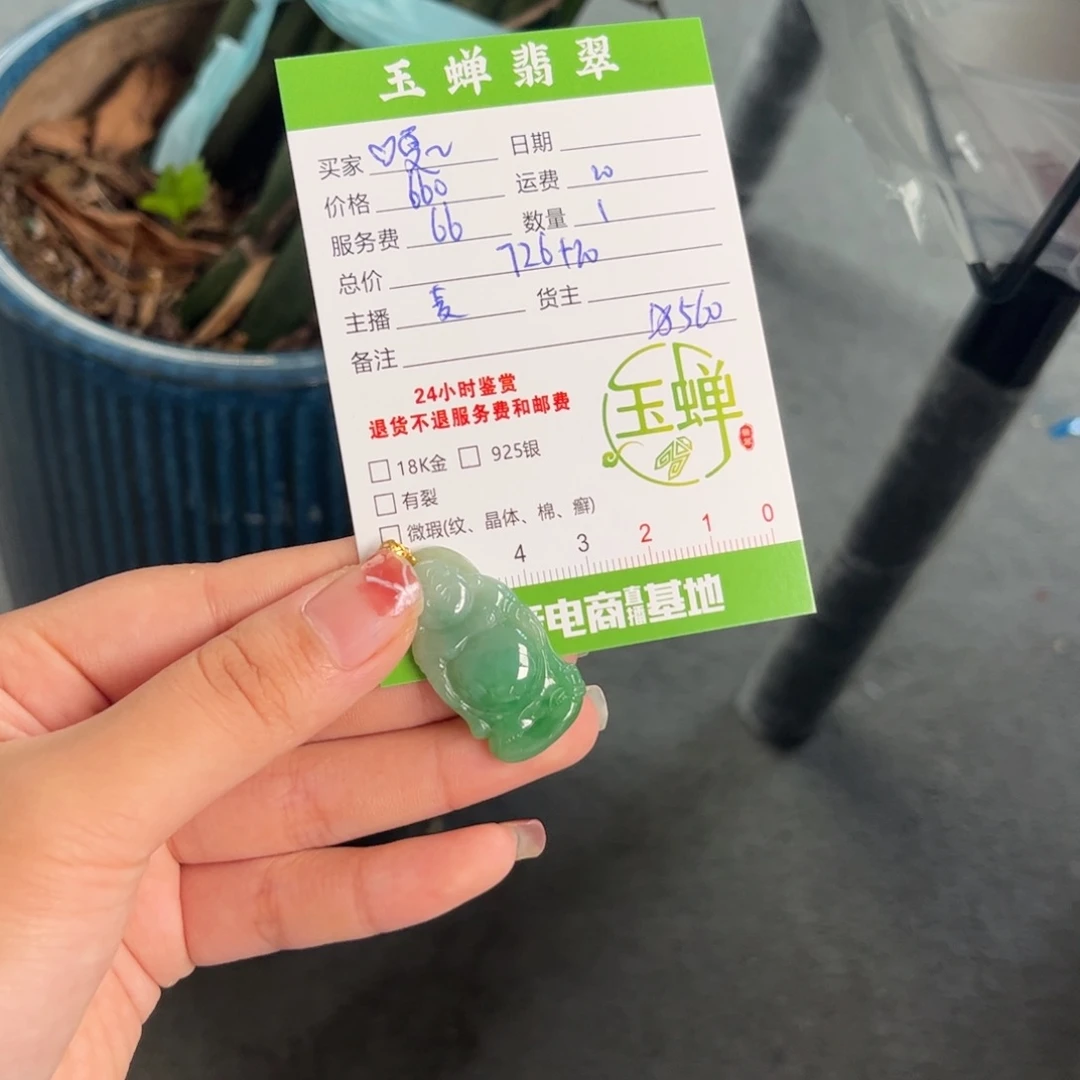 玉蝉翡翠
买家 ♡夏~ 日期
价格 660 运费 20
服务费 66 数量 1
总价 726+20
主播 麦 货主
备注 560
24小时鉴赏
退货不退服务费和邮费
玉蝉
18K金 925银
有裂
微瑕(纹、晶体、棉、癣)
4 3 2 1 0
电商直播基地